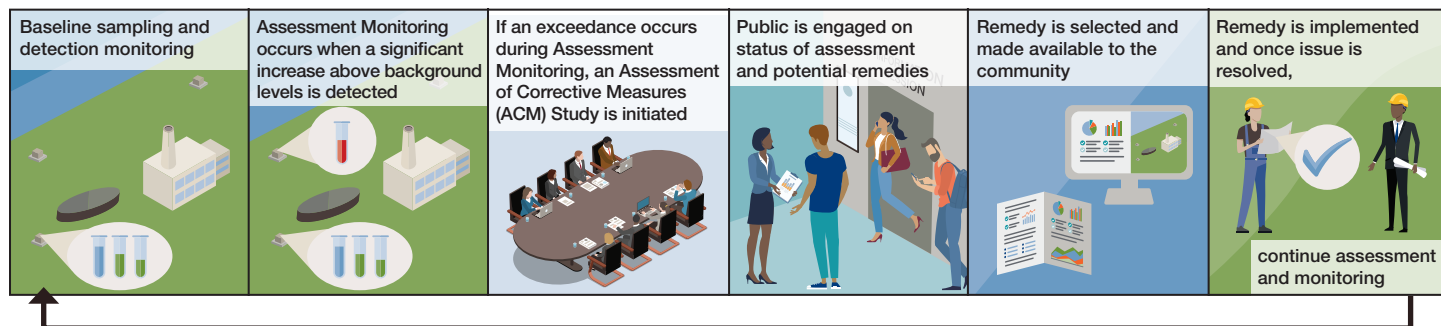 Baseline sampling and
detection monitoring
Assessment Monitoring
occurs when a significant
increase above background
levels is detected
If an exceedance occurs
during Assessment
Monitoring, an Assessment
of Corrective Measures
(ACM) Study is initiated
Public is engaged on
status of assessment
and potential remedies
Remedy is selected and
made available to the
community
Remedy is implemented
and once issue is
resolved,
continue assessment
and monitoring